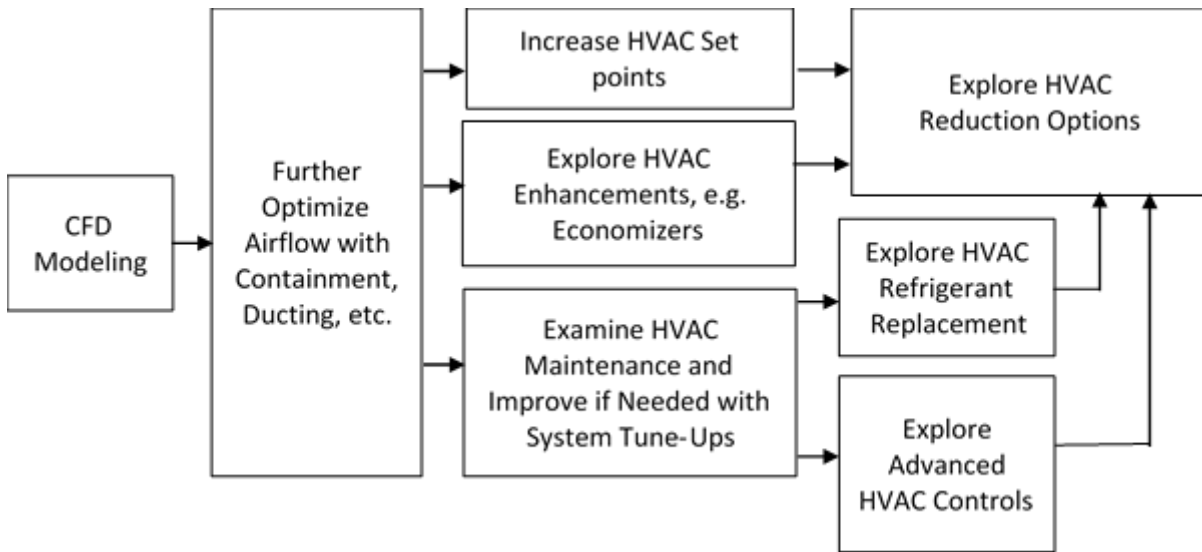 CFD
Modeling
Further
Optimize
Airflow with
Containment,
Ducting, etc.
Increase HVAC Set
points
Explore HVAC
Enhancements, e.g.
Economizers
Examine HVAC
Maintenance and
Improve if Needed with
System Tune-Ups
Explore HVAC
Reduction Options
Explore HVAC
Refrigerant
Replacement
Explore
Advanced
HVAC Controls